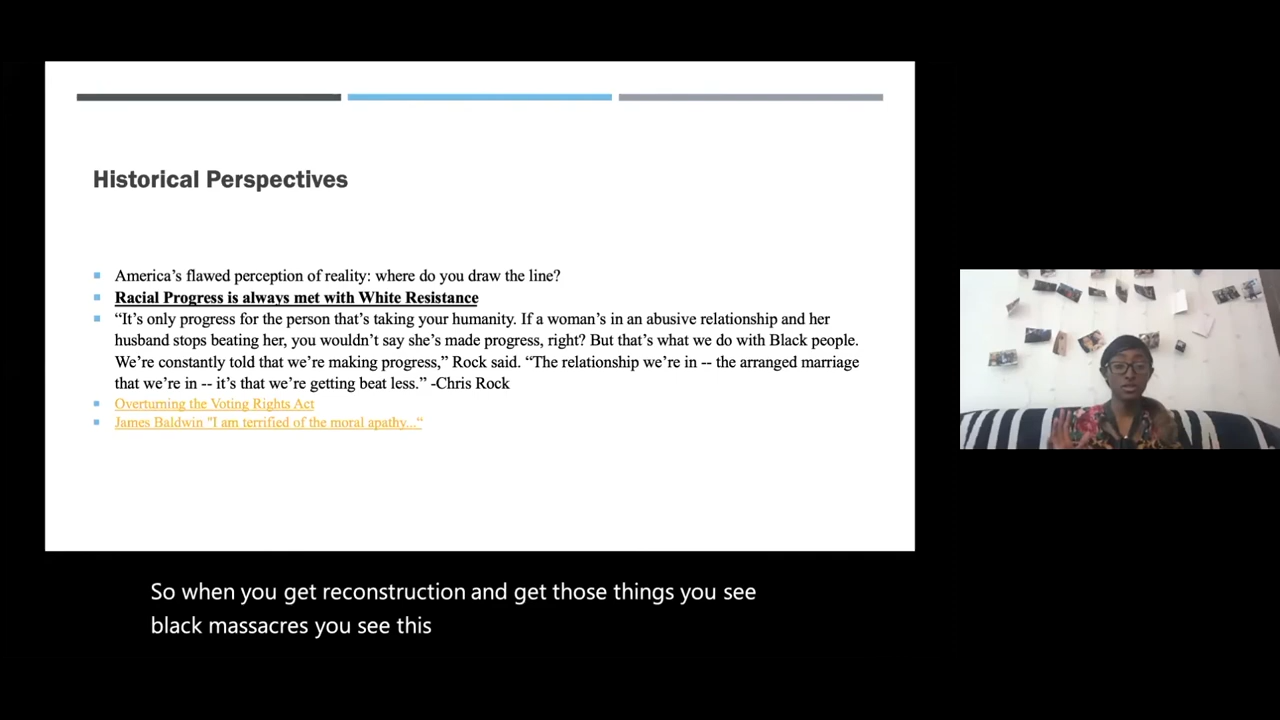 Historical Perspectives
America’s flawed perception of reality: where do you draw the line?
Racial Progress is always met with White Resistance
“It’s only progress for the person that’s taking your humanity. If a woman’s in an abusive relationship and her
husband stops beating her, you wouldn’t say she’s made progress, right? But that’s what we do with Black people.
We’re constantly told that we’re making progress,” Rock said. “The relationship we’re in -- the arranged marriage
that we’re in -- it’s that we’re getting beat less.” -Chris Rock
Overturning the Voting Rights Act
James Baldwin "I am terrified of the moral apathy...“
So when you get reconstruction and get those things you see
black massacres you see this